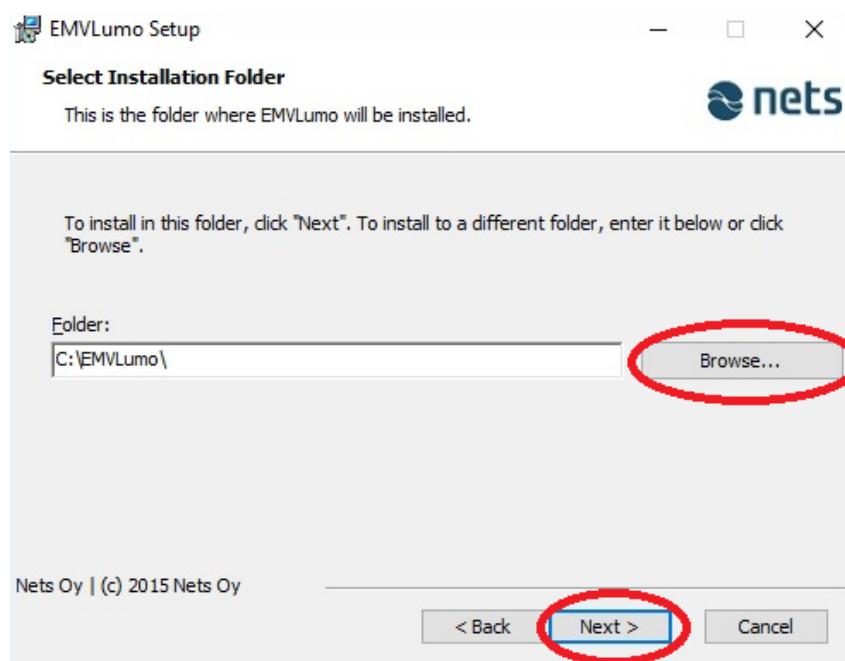 EMVLumo Setup
Select Installation Folder
This is the folder where EMVLumo will be installed.
nets
To install in this folder, click "Next". To install to a different folder, enter it below or click
"Browse".
Folder:
C:\EMVLumo\
Browse...
Nets Oy | (c) 2015 Nets Oy
< Back
Next >
Cancel